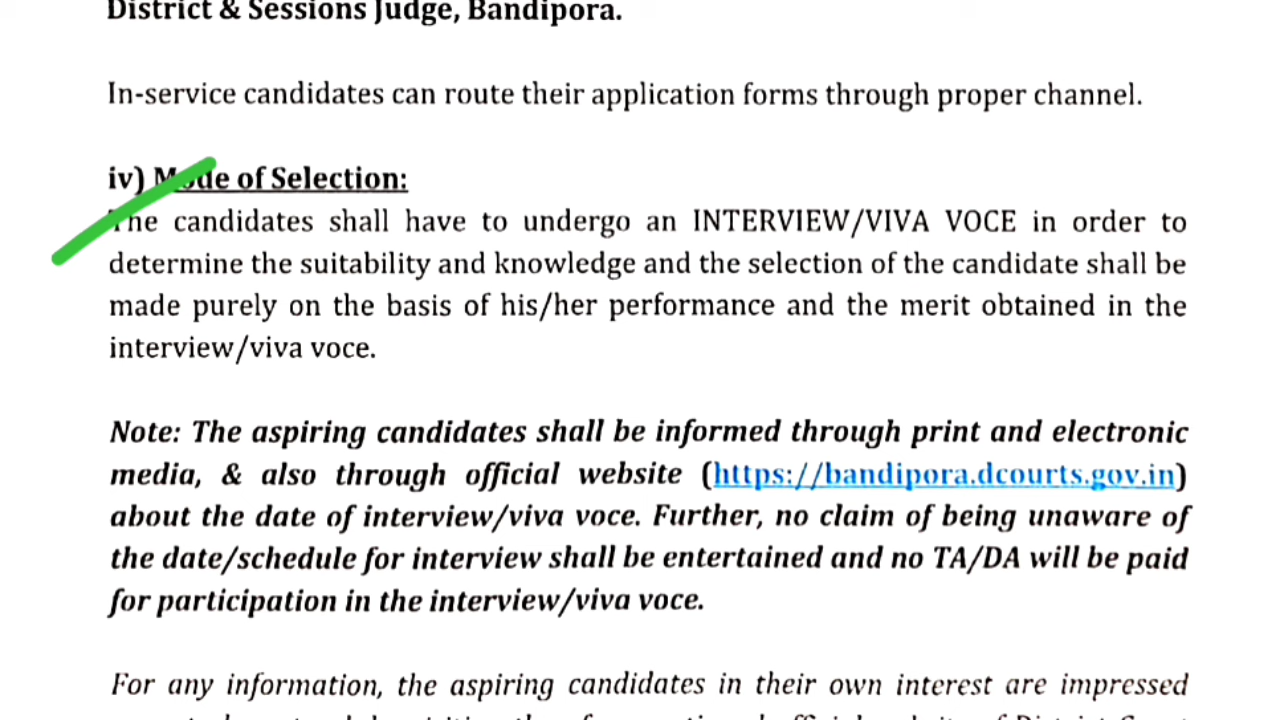 District & Sessions Judge, Bandipora.
In-service candidates can route their application forms through proper channel.
iv) Mode of Selection:
The candidates shall have to undergo an INTERVIEW/VIVA VOCE in order to
determine the suitability and knowledge and the selection of the candidate shall be
made purely on the basis of his/her performance and the merit obtained in the
interview/viva voce.
Note: The aspiring candidates shall be informed through print and electronic
media, & also through official website (https://bandipora.dcourts.gov.in)
about the date of interview/viva voce. Further, no claim of being unaware of
the date/schedule for interview shall be entertained and no TA/DA will be paid
for participation in the interview/viva voce.
For any information, the aspiring candidates in their own interest are impressed